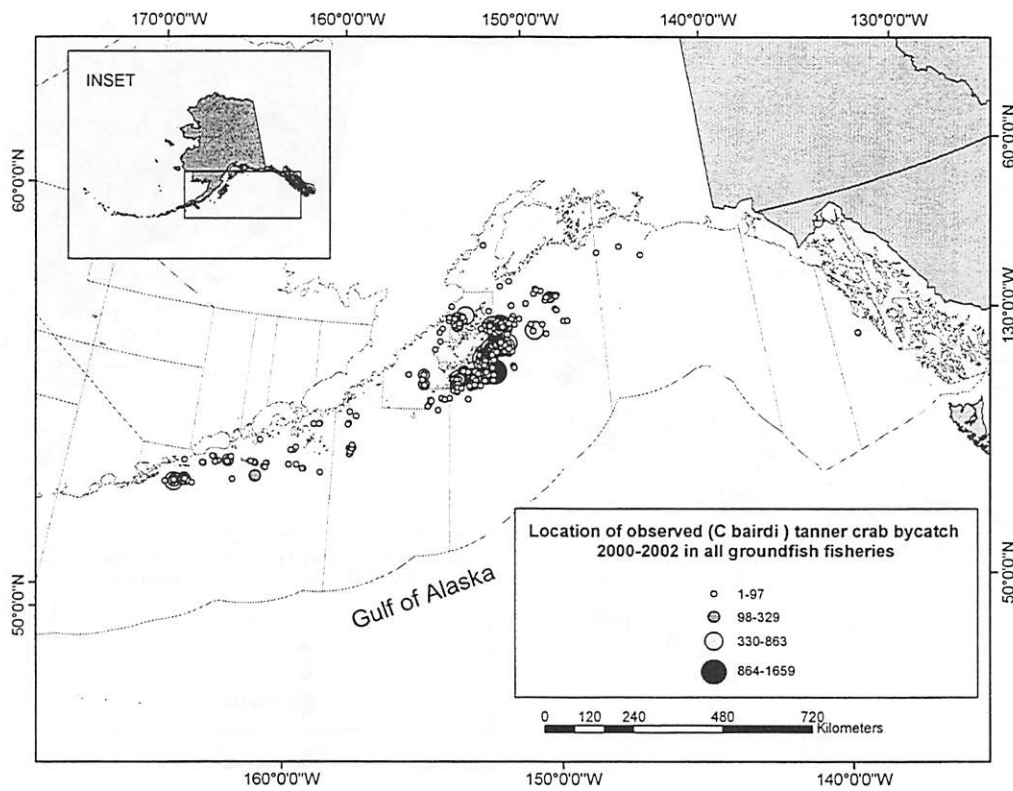 170°0'0"W
160°0'0"W
150°0'0"W
140°0'0"W
130°0'0"W
INSET
60°0'0"N
60°0'0"N
130°0'0"W
50°0'0"N
50°0'0"N
Gulf of Alaska
Location of observed (C bairdi ) tanner crab bycatch
2000-2002 in all groundfish fisheries
1-97
98-329
330-863
864-1659
0 120 240 480 720
Kilometers
160°0'0"W
150°0'0"W
140°0'0"W